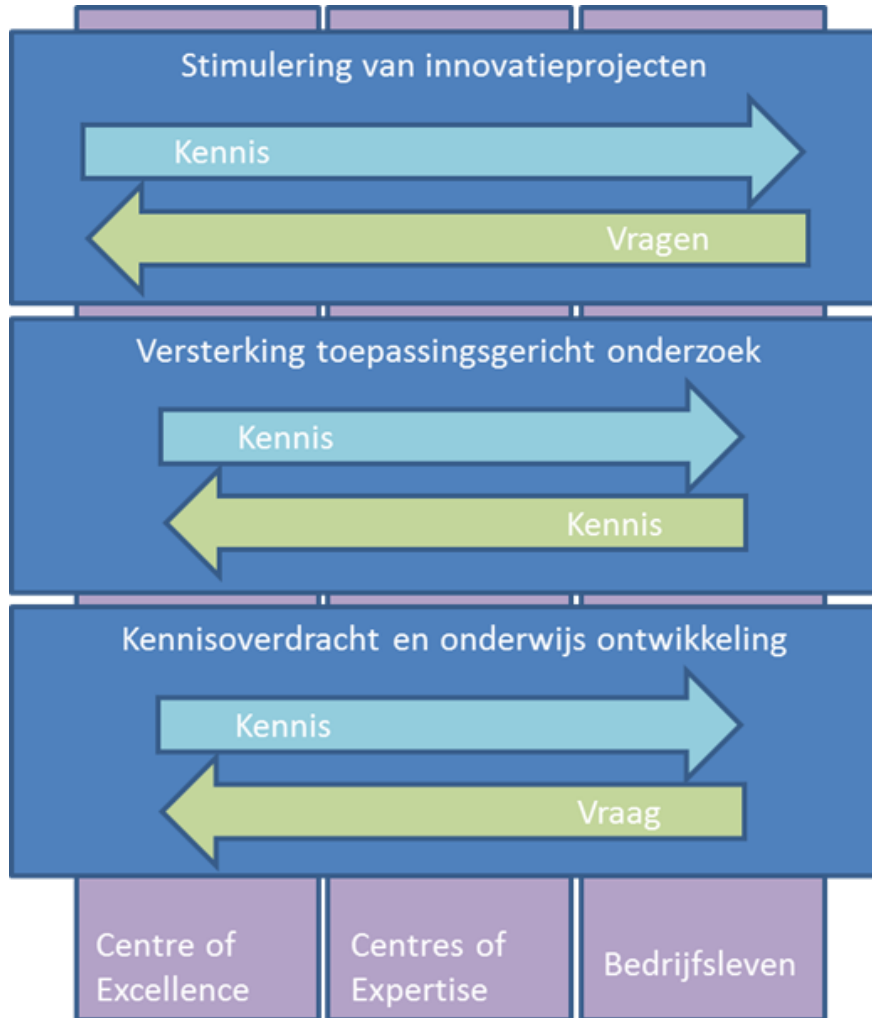 Stimulering van innovatieprojecten
Kennis
Vragen
Versterking toepassingsgericht onderzoek
Kennis
Kennis
Kennisoverdracht en onderwijs ontwikkeling
Kennis
Vraag
Centre of
Excellence
Centres of
Expertise
Bedrijfsleven